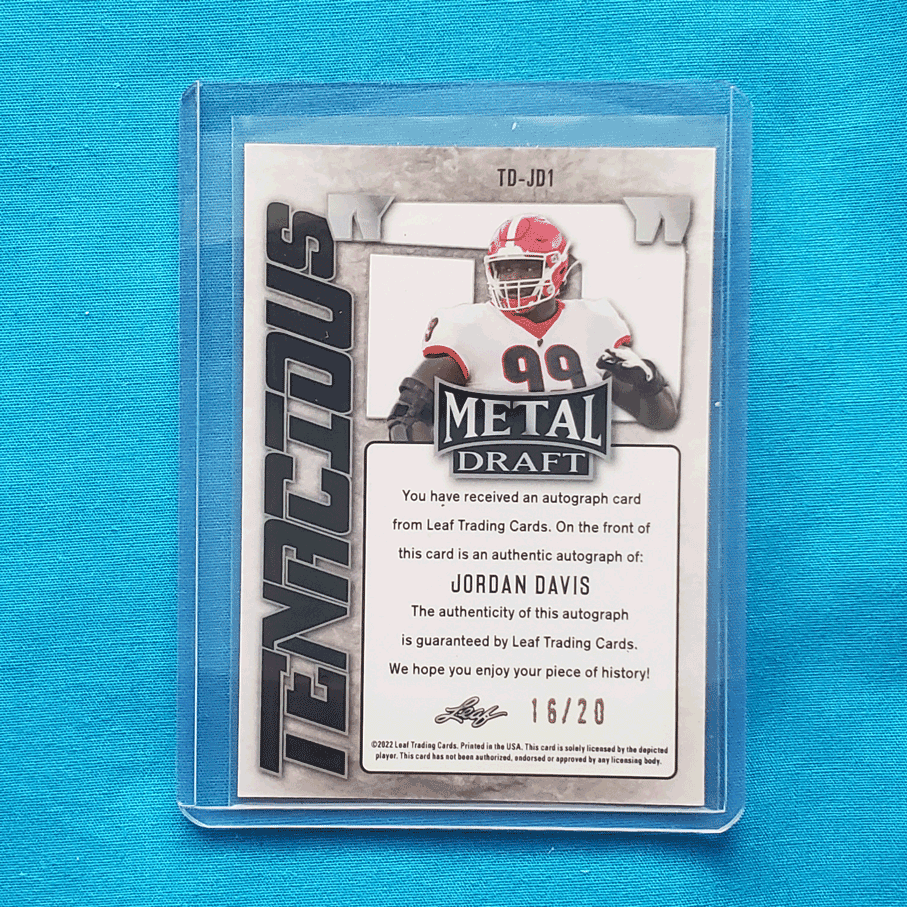 TD-JD1
TENACIOUS
99
METAL
DRAFT
You have received an autograph card
from Leaf Trading Cards. On the front of
this card is an authentic autograph of:
JORDAN DAVIS
The authenticity of this autograph
is guaranteed by Leaf Trading Cards.
We hope you enjoy your piece of history!
Leaf 16/20
©2022 Leaf Trading Cards. Printed in the USA. This card is solely licensed by the depicted
player. This card has not been authorized, endorsed or approved by any licensing body.